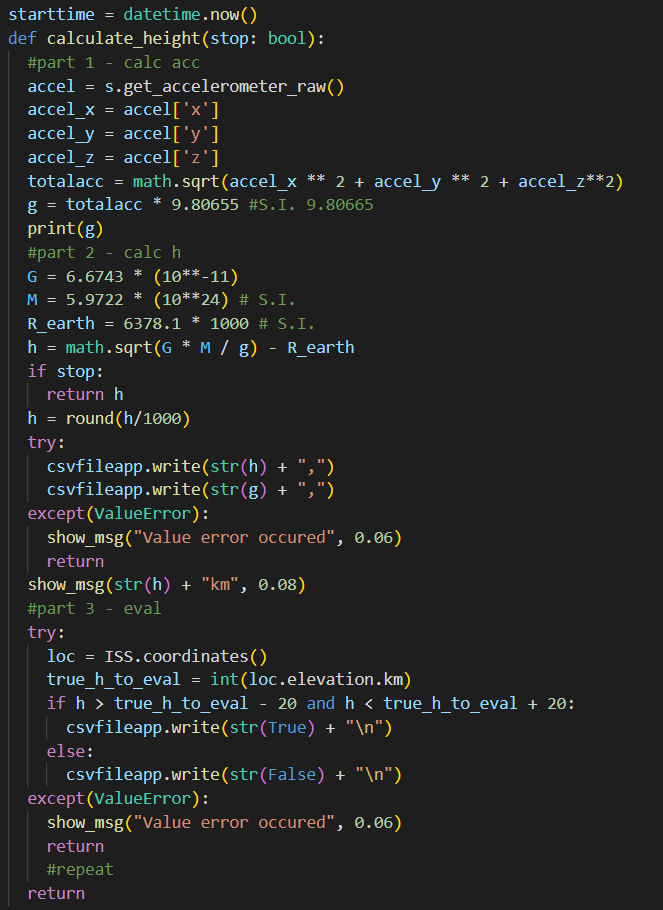 starttime = datetime.now()
def calculate_height(stop: bool):
#part 1 - calc acc
accel = s.get_accelerometer_raw()
accel_x = accel['x']
accel_y = accel['y']
accel_z = accel['z']
totalacc = math.sqrt(accel_x ** 2 + accel_y ** 2 + accel_z**2)
g = totalacc * 9.80655 #S.I. 9.80665
print(g)
#part 2 - calc h
G = 6.6743 * (10**-11)
M = 5.9722 * (10**24) # S.I.
R_earth = 6378.1 * 1000 # S.I.
h = math.sqrt(G * M / g) - R_earth
if stop:
return h
h = round(h/1000)
try:
csvfileapp.write(str(h) + ",")
csvfileapp.write(str(g) + ",")
except(ValueError):
show_msg("Value error occured", 0.06)
return
show_msg(str(h) + "km", 0.08)
#part 3 - eval
try:
loc = ISS.coordinates()
true_h_to_eval = int(loc.elevation.km)
if h > true_h_to_eval - 20 and h < true_h_to_eval + 20:
csvfileapp.write(str(True) + "\n")
else:
csvfileapp.write(str(False) + "\n")
except(ValueError):
show_msg("Value error occured", 0.06)
return
#repeat
return